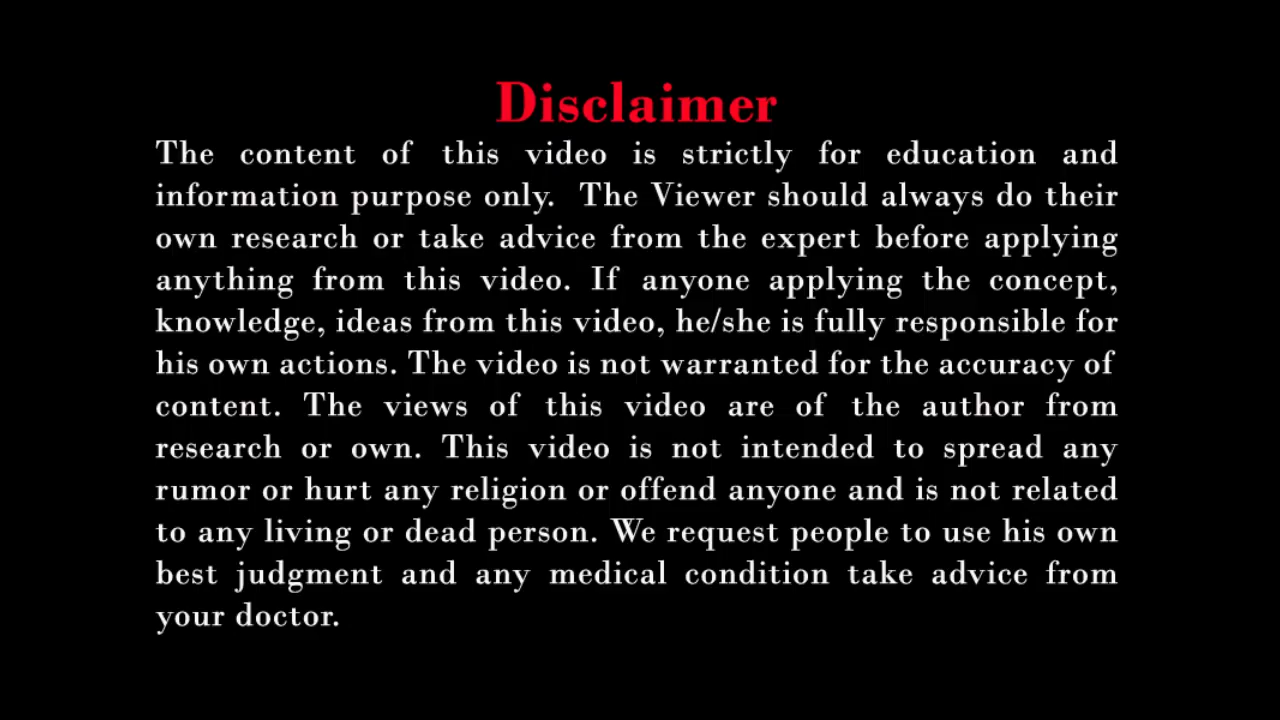 Disclaimer
The content of this video is strictly for education and
information purpose only. The Viewer should always do their
own research or take advice from the expert before applying
anything from this video. If anyone applying the concept,
knowledge, ideas from this video, he/she is fully responsible for
his own actions. The video is not warranted for the accuracy of
content. The views of this video are of the author from
research or own. This video is not intended to spread any
rumor or hurt any religion or offend anyone and is not related
to any living or dead person. We request people to use his own
best judgment and any medical condition take advice from
your doctor.